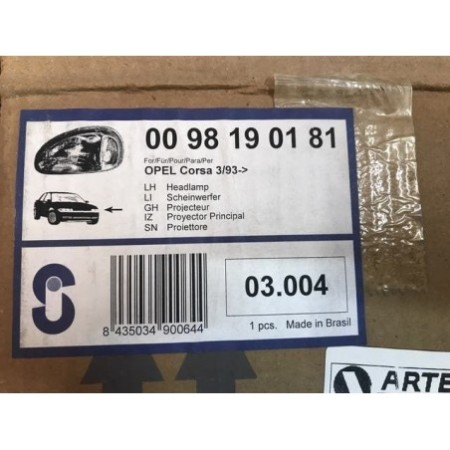 00 98 19 01 81
For/Für/Pour/Para/Per
OPEL Corsa 3/93->
LH Headlamp
LI Scheinwerfer
GH Projecteur
IZ Proyector Principal
SN Proiettore
03.004
8 435034 900644
1 pcs. Made in Brasil
ARTE